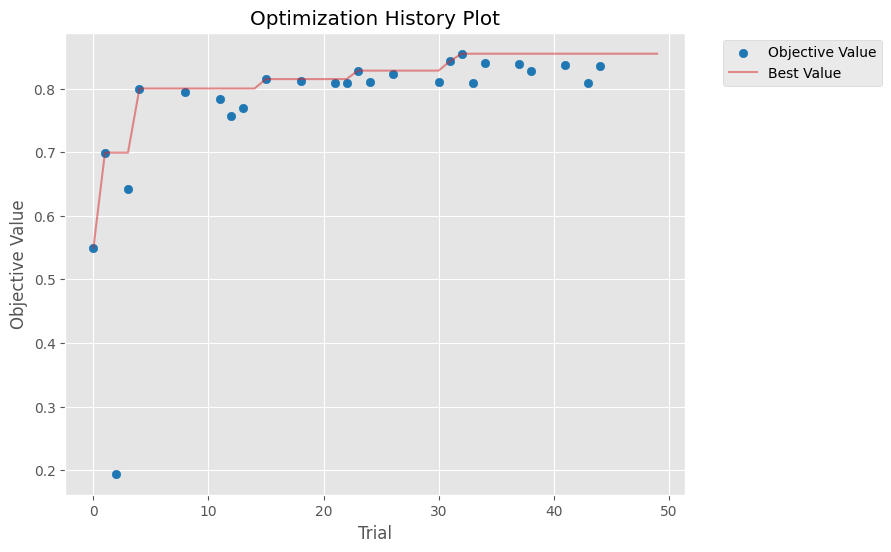 Optimization History Plot
Objective Value
Best Value
Objective Value
0.8
0.7
0.6
0.5
0.4
0.3
0.2
0 10 20 30 40 50
Trial